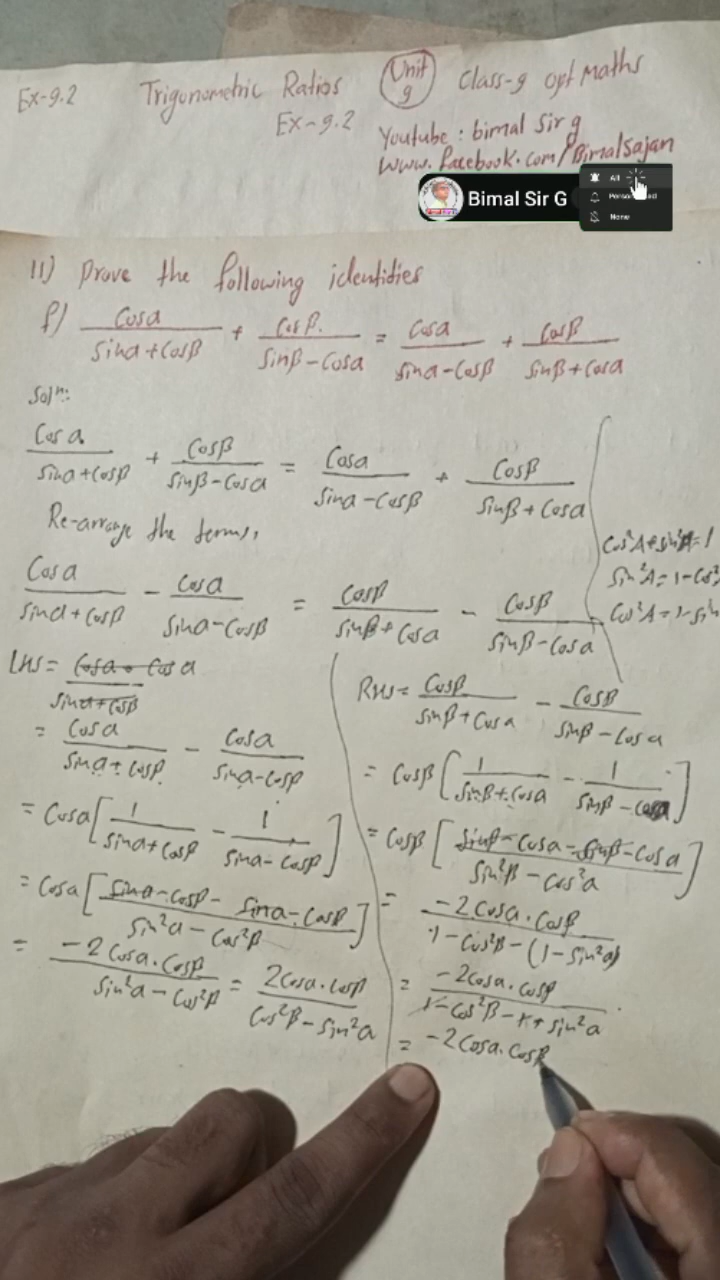 Ex-9.2 Trigonometric Ratios Unit 9 Class-9 opt Maths
Ex-9.2
Youtube : bimal sir g
www.facebook.com/Bimalsajan
Bimal Sir G
All
None
11) Prove the following identities
f) Cosα/(Sinα+Cosβ) + Cosβ/(Sinβ-Cosα) = Cosα/(Sinα-Cosβ) + Cosβ/(Sinβ+Cosα)
Solⁿ:
Cosα/(Sinα+Cosβ) + Cosβ/(Sinβ-Cosα) = Cosα/(Sinα-Cosβ) + Cosβ/(Sinβ+Cosα)
Re-arrange the terms,
Cos²A+sin²A=1
Sin²A=1-Cos²
Cos²A=1-sin
Cosα/(Sinα+Cosβ) - Cosα/(Sinα-Cosβ) = Cosβ/(Sinβ+Cosα) - Cosβ/(Sinβ-Cosα)
LHS =
= Cosα/(Sinα+Cosβ) - Cosα/(Sinα-Cosβ)
= Cosα[1/(Sinα+Cosβ) - 1/(Sinα-Cosβ)]
= Cosα[(Sinα-Cosβ-Sinα-Cosβ)/(Sin²α-Cos²β)]
= -2Cosα.Cosβ/(Sin²α-Cos²β) = 2Cosα.Cosβ/(Cos²β-Sin²α)
RHS = Cosβ/(Sinβ+Cosα) - Cosβ/(Sinβ-Cosα)
= Cosβ[1/(Sinβ+Cosα) - 1/(Sinβ-Cosα)]
= Cosβ[(Sinβ-Cosα-Sinβ-Cosα)/(Sin²β-Cos²α)]
= -2Cosα.Cosβ/(1-Cos²β-(1-Sin²α))
= -2Cosα.Cosβ/(1-Cos²β-1+Sin²α)
= -2Cosα.Cosβ